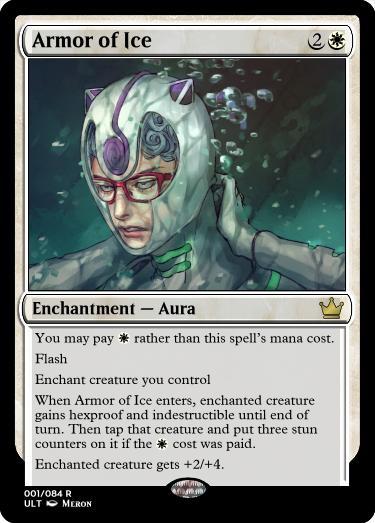 Armor of Ice 2
Enchantment — Aura
You may pay rather than this spell's mana cost.
Flash
Enchant creature you control
When Armor of Ice enters, enchanted creature
gains hexproof and indestructible until end of
turn. Then tap that creature and put three stun
counters on it if the cost was paid.
Enchanted creature gets +2/+4.
001/084 R
ULT Meron